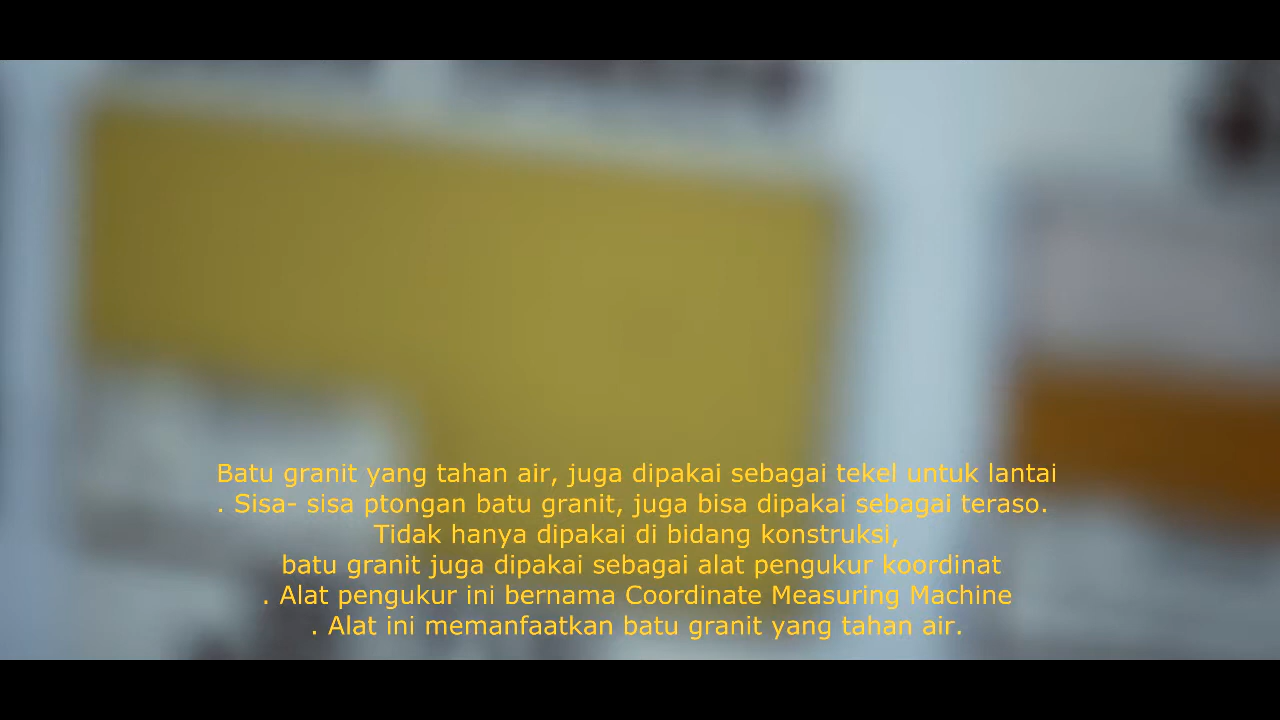 Batu granit yang tahan air, juga dipakai sebagai tekel untuk lantai
. Sisa- sisa ptongan batu granit, juga bisa dipakai sebagai teraso.
Tidak hanya dipakai di bidang konstruksi,
batu granit juga dipakai sebagai alat pengukur koordinat
. Alat pengukur ini bernama Coordinate Measuring Machine
. Alat ini memanfaatkan batu granit yang tahan air.